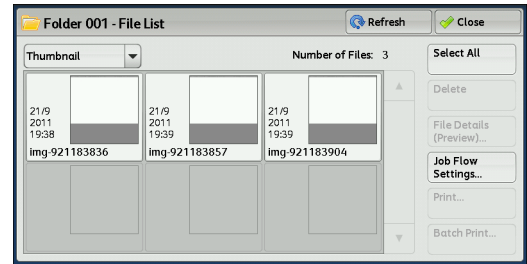 Folder 001 - File List
Refresh
Close
Thumbnail
Number of Files: 3
Select All
Delete
File Details
(Preview)...
Job Flow
Settings...
Print...
Batch Print...
21/9
2011
19:38
img-921183836
21/9
2011
19:39
img-921183857
21/9
2011
19:39
img-921183904